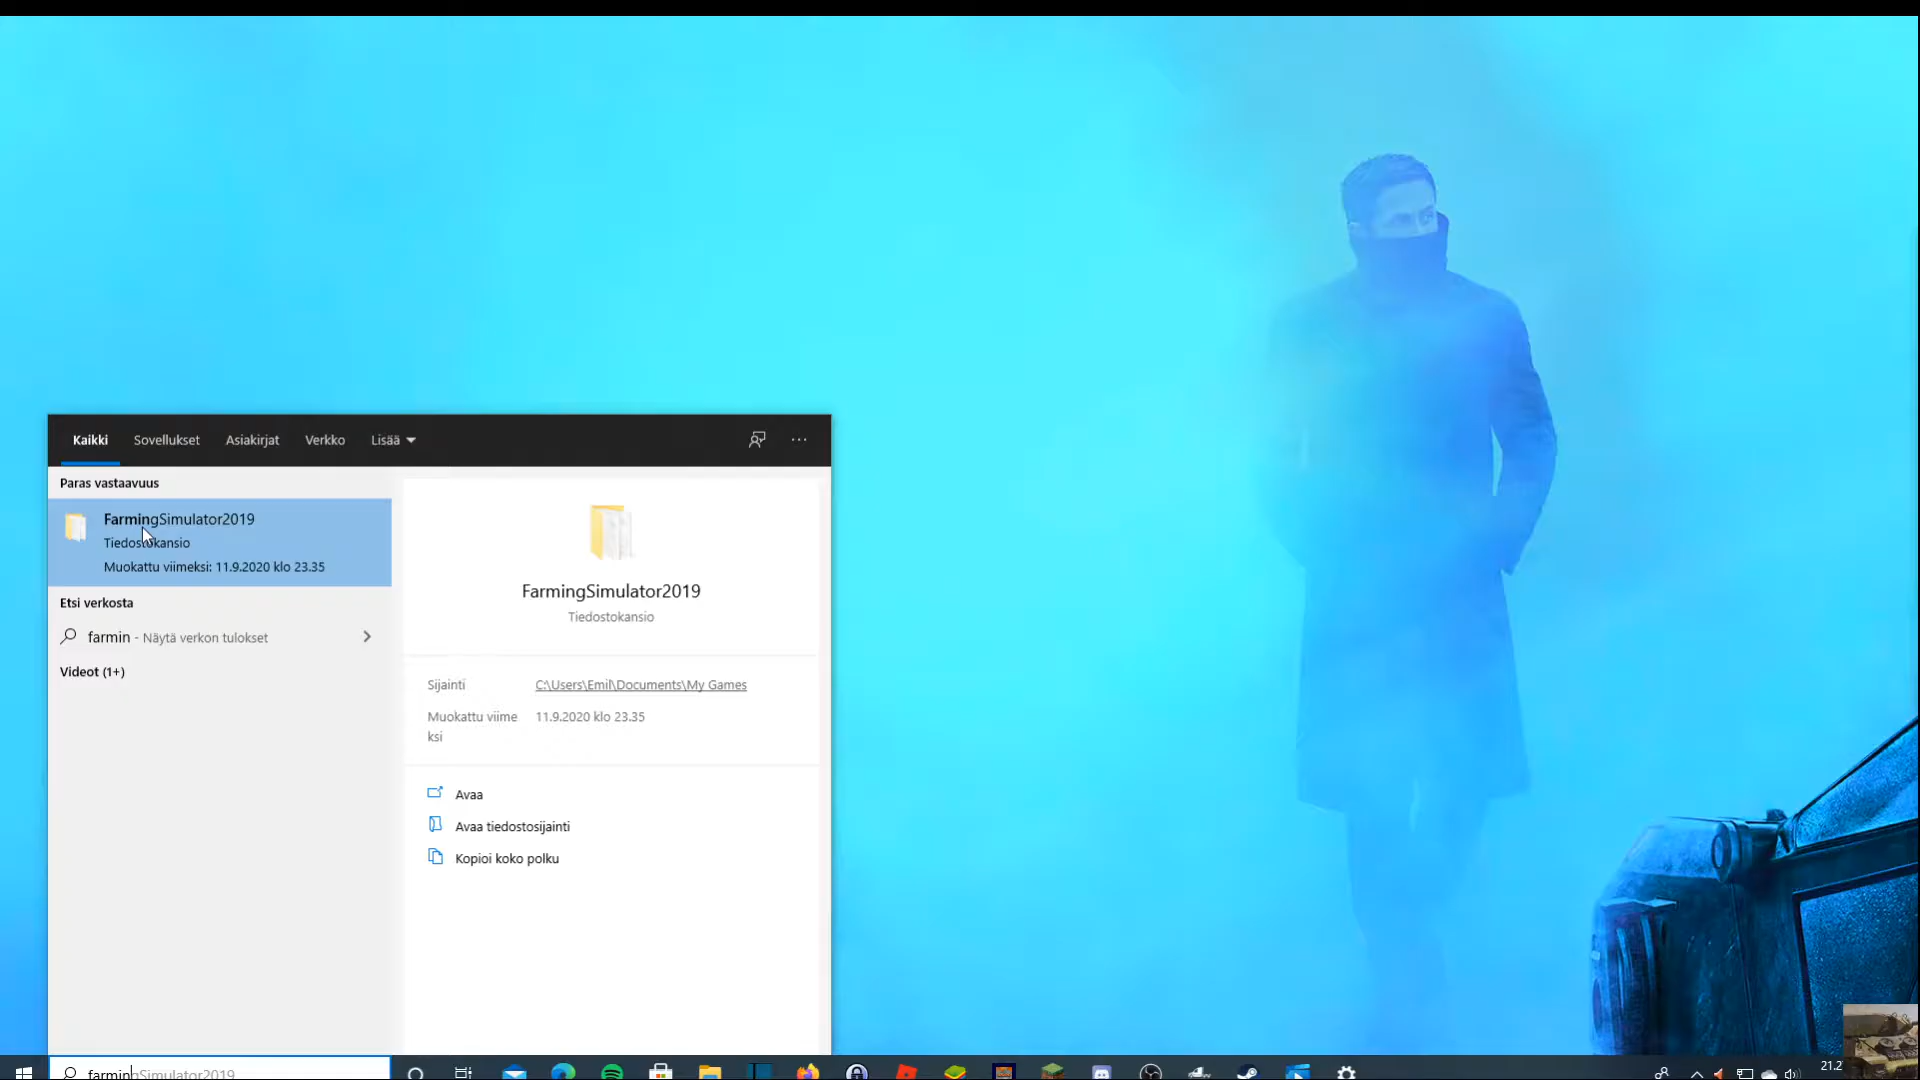 Kaikki Sovellukset Asiakirjat Verkko Lisää
Paras vastaavuus
FarmingSimulator2019
Tiedostokansio
Muokattu viimeksi: 11.9.2020 klo 23.35
Etsi verkosta
farmin - Näytä verkon tulokset
Videot (1+)
FarmingSimulator2019
Tiedostokansio
Sijainti C:\Users\Emil\Documents\My Games
Muokattu viime 11.9.2020 klo 23.35
ksi
Avaa
Avaa tiedostosijainti
Kopioi koko polku
farmingSimulator2019
21.2